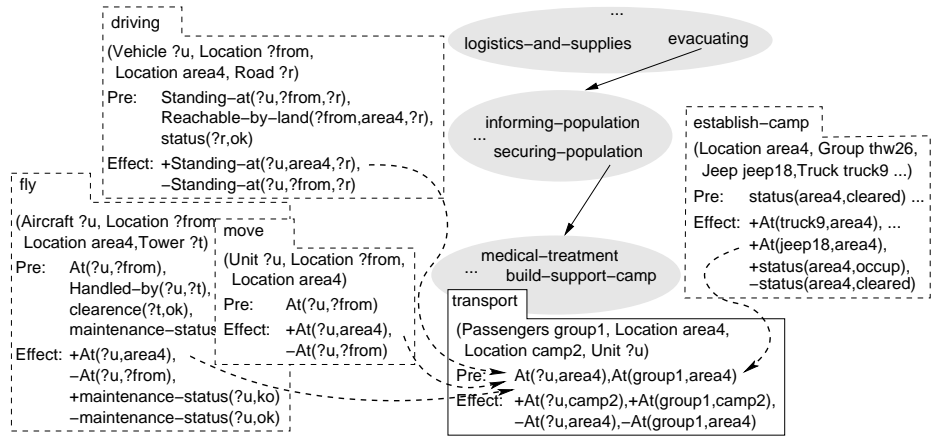 driving
(Vehicle ?u, Location ?from,
Location area4, Road ?r)
Pre: Standing−at(?u,?from,?r),
Reachable−by−land(?from,area4,?r),
status(?r,ok)
Effect: +Standing−at(?u,area4,?r),
−Standing−at(?u,?from,?r)
fly
(Aircraft ?u, Location ?from
Location area4,Tower ?t)
Pre: At(?u,?from),
Handled−by(?u,?t),
clearence(?t,ok),
maintenance−status
Effect: +At(?u,area4),
−At(?u,?from),
+maintenance−status(?u,ko)
−maintenance−status(?u,ok)
move
(Unit ?u, Location ?from,
Location area4)
Pre: At(?u,?from)
Effect: +At(?u,area4),
−At(?u,?from)
...
logistics−and−supplies evacuating
informing−population
... securing−population
medical−treatment
... build−support−camp
transport
(Passengers group1, Location area4,
Location camp2, Unit ?u)
Pre: At(?u,area4),At(group1,area4)
Effect: +At(?u,camp2),+At(group1,camp2),
−At(?u,area4),−At(group1,area4)
establish−camp
(Location area4, Group thw26,
Jeep jeep18,Truck truck9 ...)
Pre: status(area4,cleared) ...
Effect: +At(truck9,area4), ...
+At(jeep18,area4),
+status(area4,occup),
−status(area4,cleared)